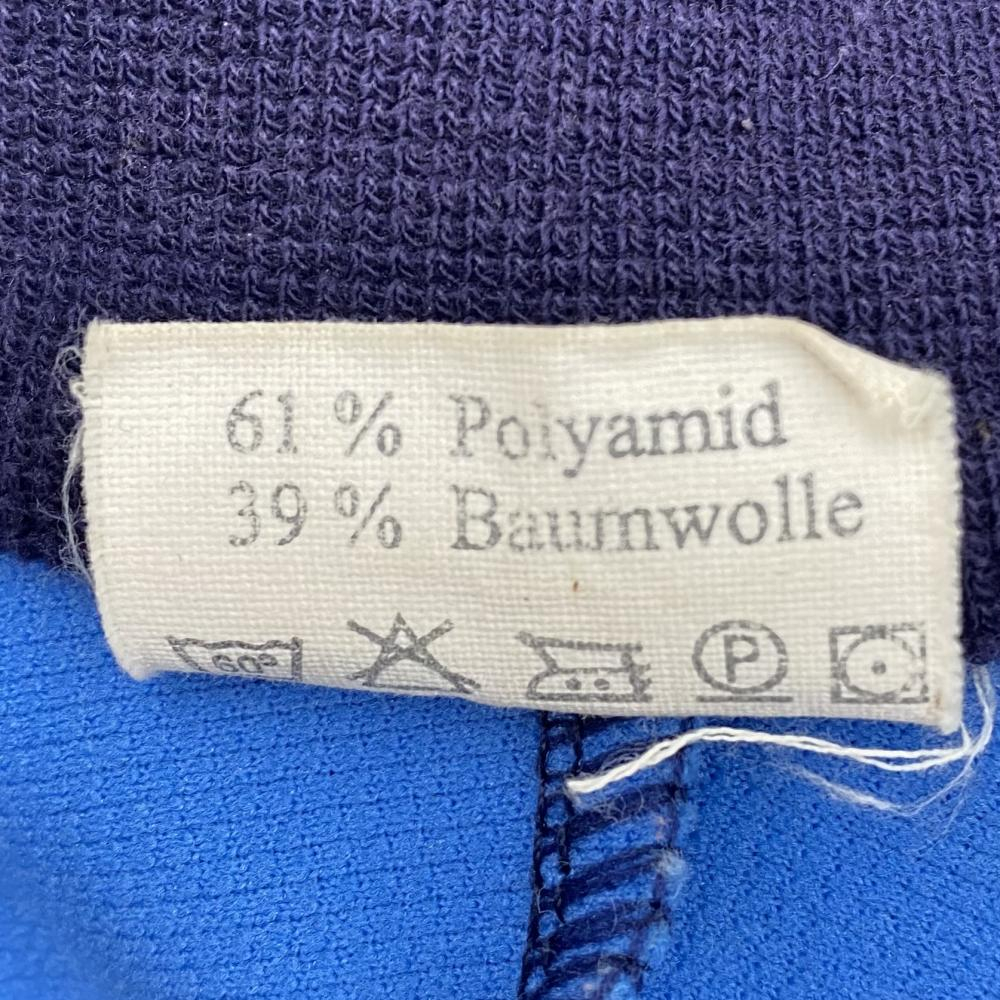 61 % Polyamid
39 % Baumwolle
60°
P